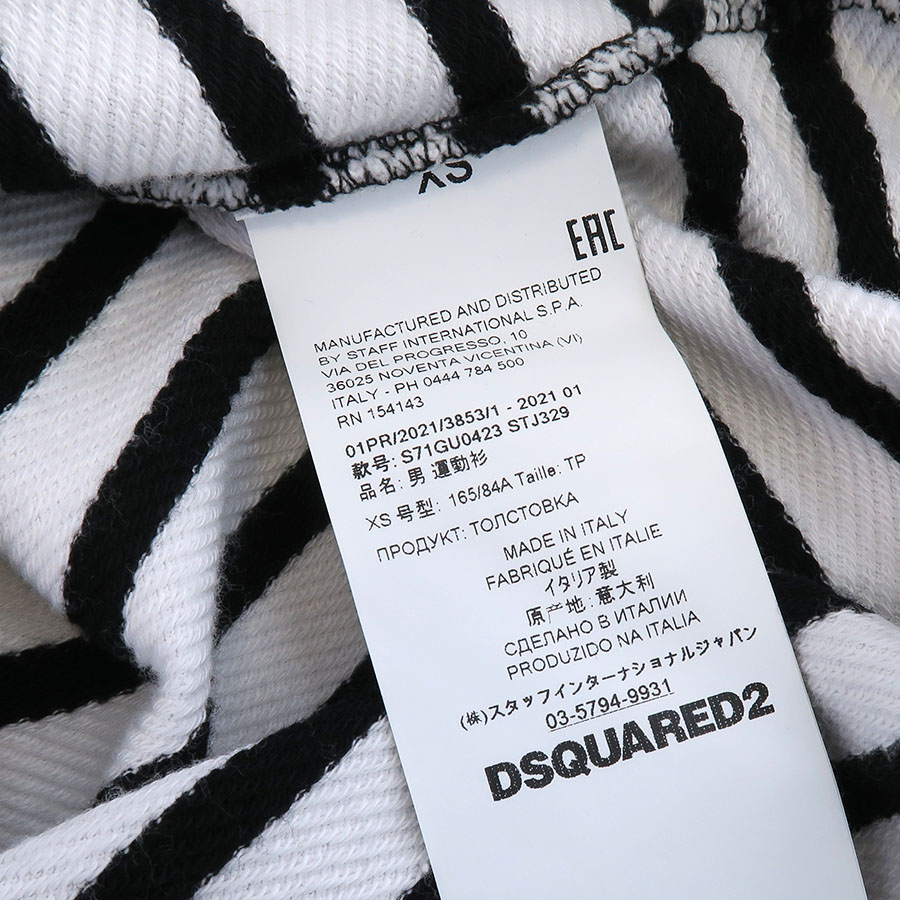 XS
EAC
MANUFACTURED AND DISTRIBUTED
BY STAFF INTERNATIONAL S.P.A.
VIA DEL PROGRESSO, 10
36025 NOVENTA VICENTINA (VI)
ITALY - PH 0444 784 500
RN 154143
01PR/2021/3853/1 - 2021 01
款号: S71GU0423 STJ329
品名: 男 運動衫
XS 号型: 165/84A Taille: TP
ПРОДУКТ: ТОЛСТОВКА
MADE IN ITALY
FABRIQUÉ EN ITALIE
イタリア製
原产地: 意大利
СДЕЛАНО В ИТАЛИИ
PRODUZIDO NA ITALIA
(株)スタッフインターナショナルジャパン
03-5794-9931
DSQUARED2